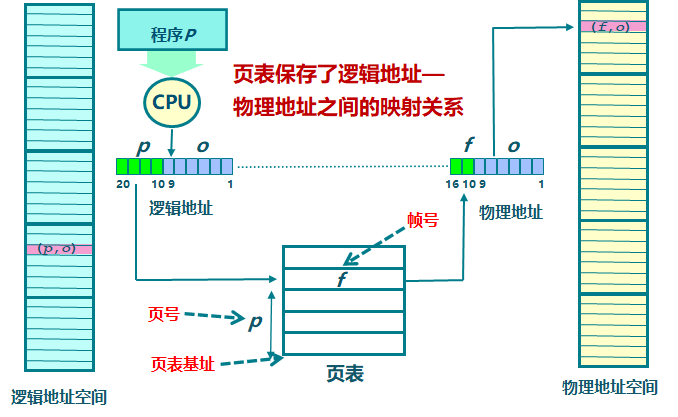 程序P
(f,o)
CPU
页表保存了逻辑地址—
物理地址之间的映射关系
p o
f o
20 10 9 1
16 10 9 1
逻辑地址
物理地址
帧号
(p,o)
f
页号
p
页表基址
页表
逻辑地址空间
物理地址空间